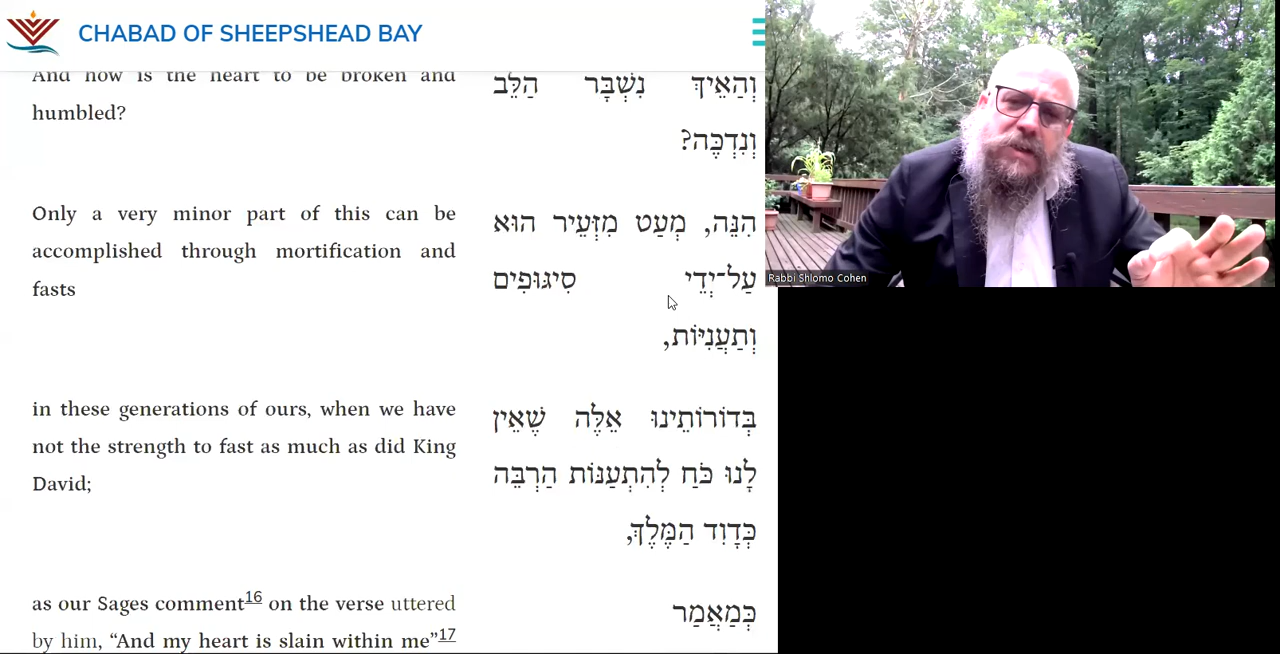 CHABAD OF SHEEPSHEAD BAY
And how is the heart to be broken and
humbled?
וְהַאֵיךְ נִשְׁבָּר הַלֵּב
וְנִדְכֶּה?
Only a very minor part of this can be
accomplished through mortification and
fasts
הִנֵּה, מְעַט מִזְּעֵיר הוּא
עַל־יְדֵי סִיגּוּפִים
וְתַעֲנִיּוֹת,
in these generations of ours, when we have
not the strength to fast as much as did King
David;
בְּדוֹרוֹתֵינוּ אֵלֶּה שֶׁאֵין
לָנוּ כֹּחַ לְהִתְעַנּוֹת הַרְבֵּה
כְּדָוִד הַמֶּלֶךְ,
as our Sages comment16 on the verse uttered
by him, “And my heart is slain within me”17
כְּמַאֲמַר
Rabbi Shlomo Cohen